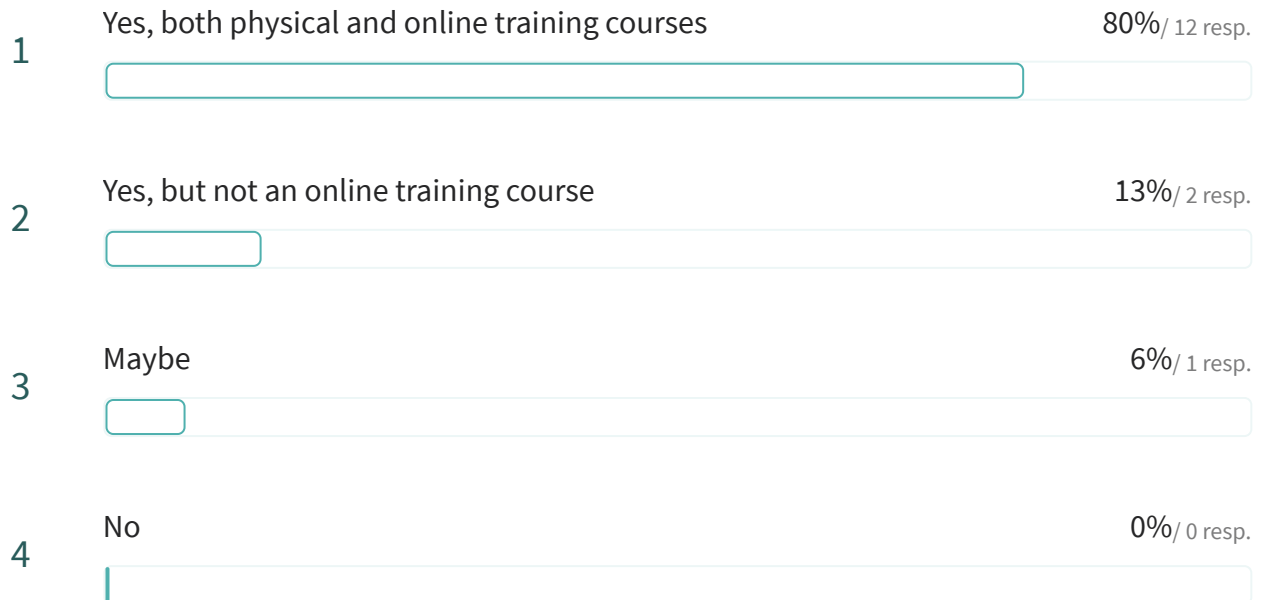 1 Yes, both physical and online training courses 80%/ 12 resp.
2 Yes, but not an online training course 13%/ 2 resp.
3 Maybe 6%/ 1 resp.
4 No 0%/ 0 resp.